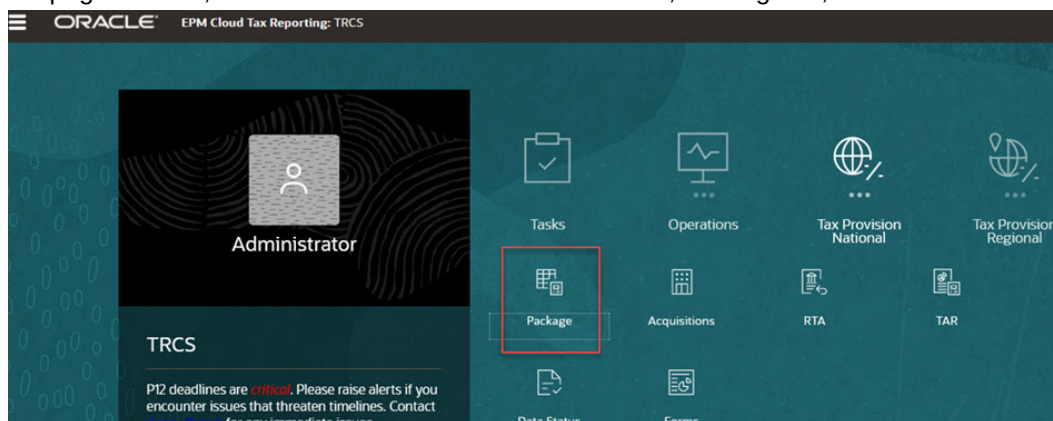 ORACLE EPM Cloud Tax Reporting: TRCS
Administrator
TRCS
P12 deadlines are critical. Please raise alerts if you
encounter issues that threaten timelines. Contact
for any immediate issues
Tasks
Operations
Tax Provision
National
Tax Provision
Regional
Package
Acquisitions
RTA
TAR
Data Status
Forms